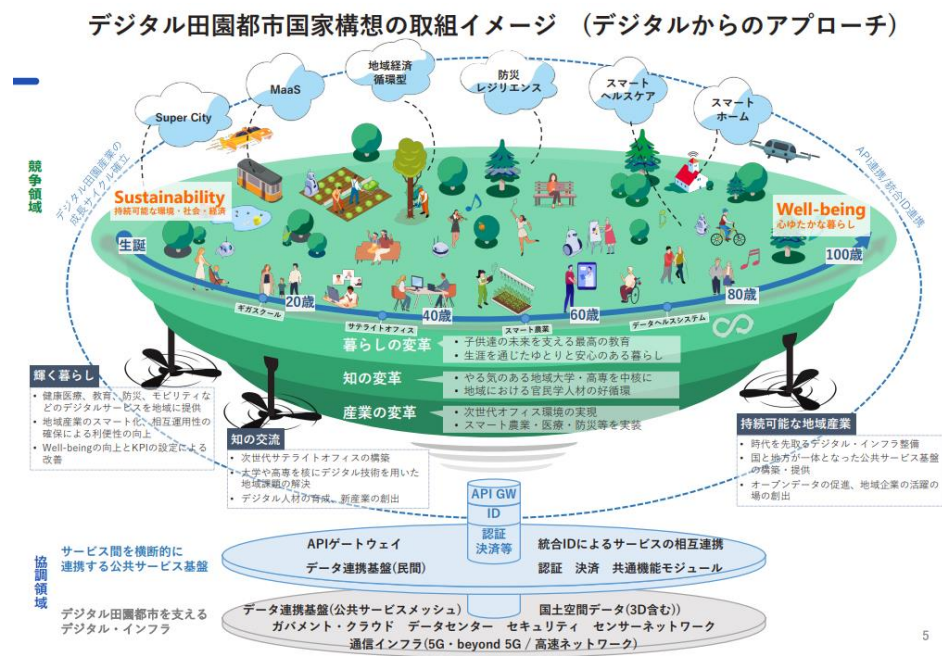 デジタル田園都市国家構想の取組イメージ （デジタルからのアプローチ）
Super City
MaaS
地域経済
循環型
防災
レジリエンス
スマート
ヘルスケア
スマート
ホーム
競争領域
デジタル田園産業の
成長サイクル確立
API連携/統合ID連携
Sustainability
持続可能な環境・社会・経済
Well-being
心ゆたかな暮らし
生誕
20歳
40歳
60歳
80歳
100歳
ギガスクール
サテライトオフィス
スマート農業
データヘルスシステム
暮らしの変革
• 子供達の未来を支える最高の教育
• 生涯を通じたゆとりと安心のある暮らし
知の変革
• やる気のある地域大学・高専を中核に
• 地域における官民学人材の好循環
産業の変革
• 次世代オフィス環境の実現
• スマート農業・医療・防災等を実装
輝く暮らし
• 健康医療、教育、防災、モビリティな
どのデジタルサービスを地域に提供
• 地域産業のスマート化、相互運用性の
確保による利便性の向上
• Well-beingの向上とKPIの設定による
改善
知の交流
• 次世代サテライトオフィスの構築
• 大学や高専を核にデジタル技術を用いた
地域課題の解決
• デジタル人材の育成、新産業の創出
持続可能な地域産業
• 時代を先取るデジタル・インフラ整備
• 国と地方が一体となった公共サービス基盤
の構築・提供
• オープンデータの促進、地域企業の活躍の
場の創出
API GW
ID
認証
決済等
協調領域
サービス間を横断的に
連携する公共サービス基盤
APIゲートウェイ
統合IDによるサービスの相互連携
データ連携基盤(民間)
認証 決済 共通機能モジュール
デジタル田園都市を支える
デジタル・インフラ
データ連携基盤(公共サービスメッシュ)
国土空間データ(3D含む))
ガバメント・クラウド データセンター セキュリティ センサーネットワーク
通信インフラ(5G・beyond 5G / 高速ネットワーク)
5